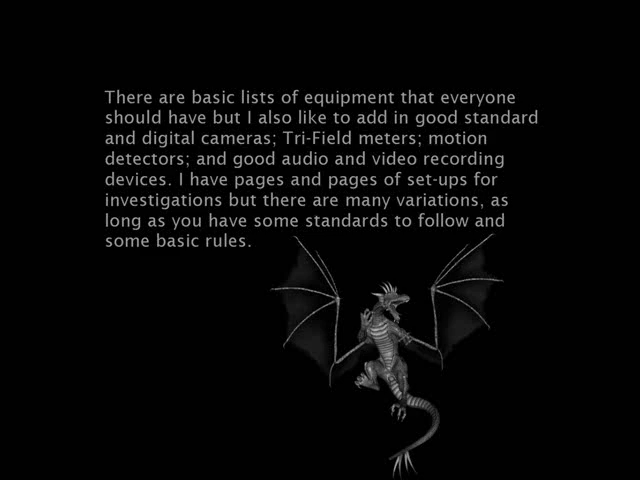 There are basic lists of equipment that everyone
should have but I also like to add in good standard
and digital cameras; Tri-Field meters; motion
detectors; and good audio and video recording
devices. I have pages and pages of set-ups for
investigations but there are many variations, as
long as you have some standards to follow and
some basic rules.